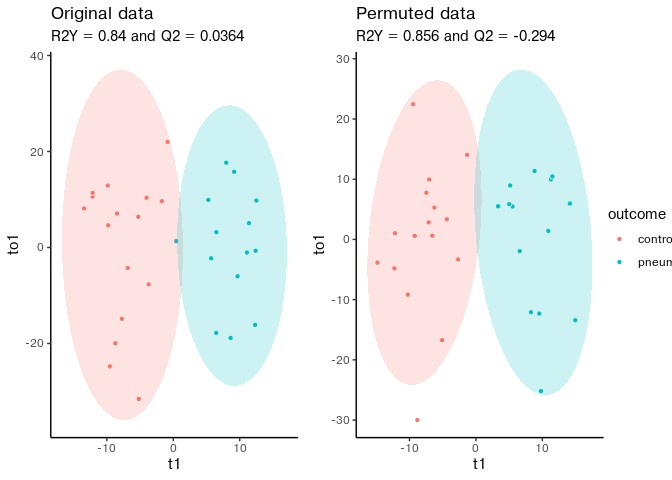 Original data
R2Y = 0.84 and Q2 = 0.0364
40
20
0
-20
to1
-10 0 10
t1
Permuted data
R2Y = 0.856 and Q2 = -0.294
30
20
10
0
-10
-20
-30
to1
-10 0 10
t1
outcome
contro
pneum